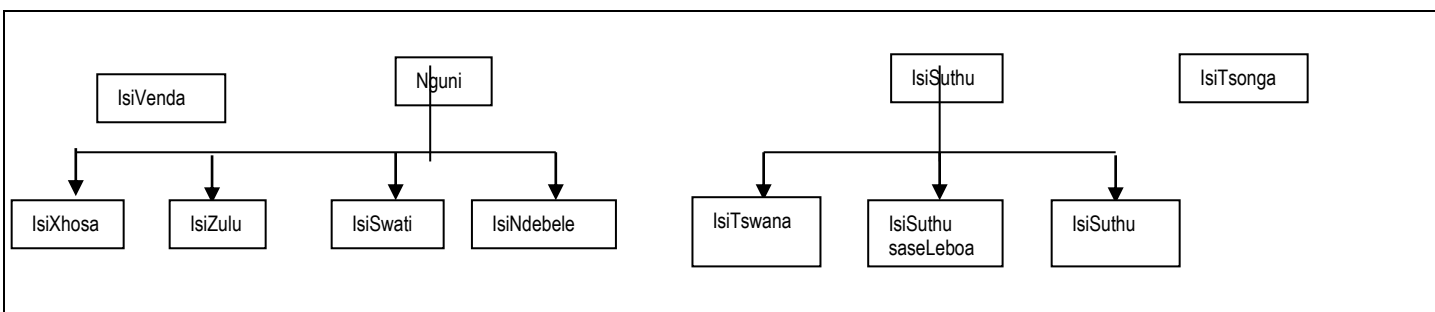 IsiVenda
Nguni
IsiSuthu
IsiTsonga
IsiXhosa
IsiZulu
IsiSwati
IsiNdebele
IsiTswana
IsiSuthu
saseLeboa
IsiSuthu